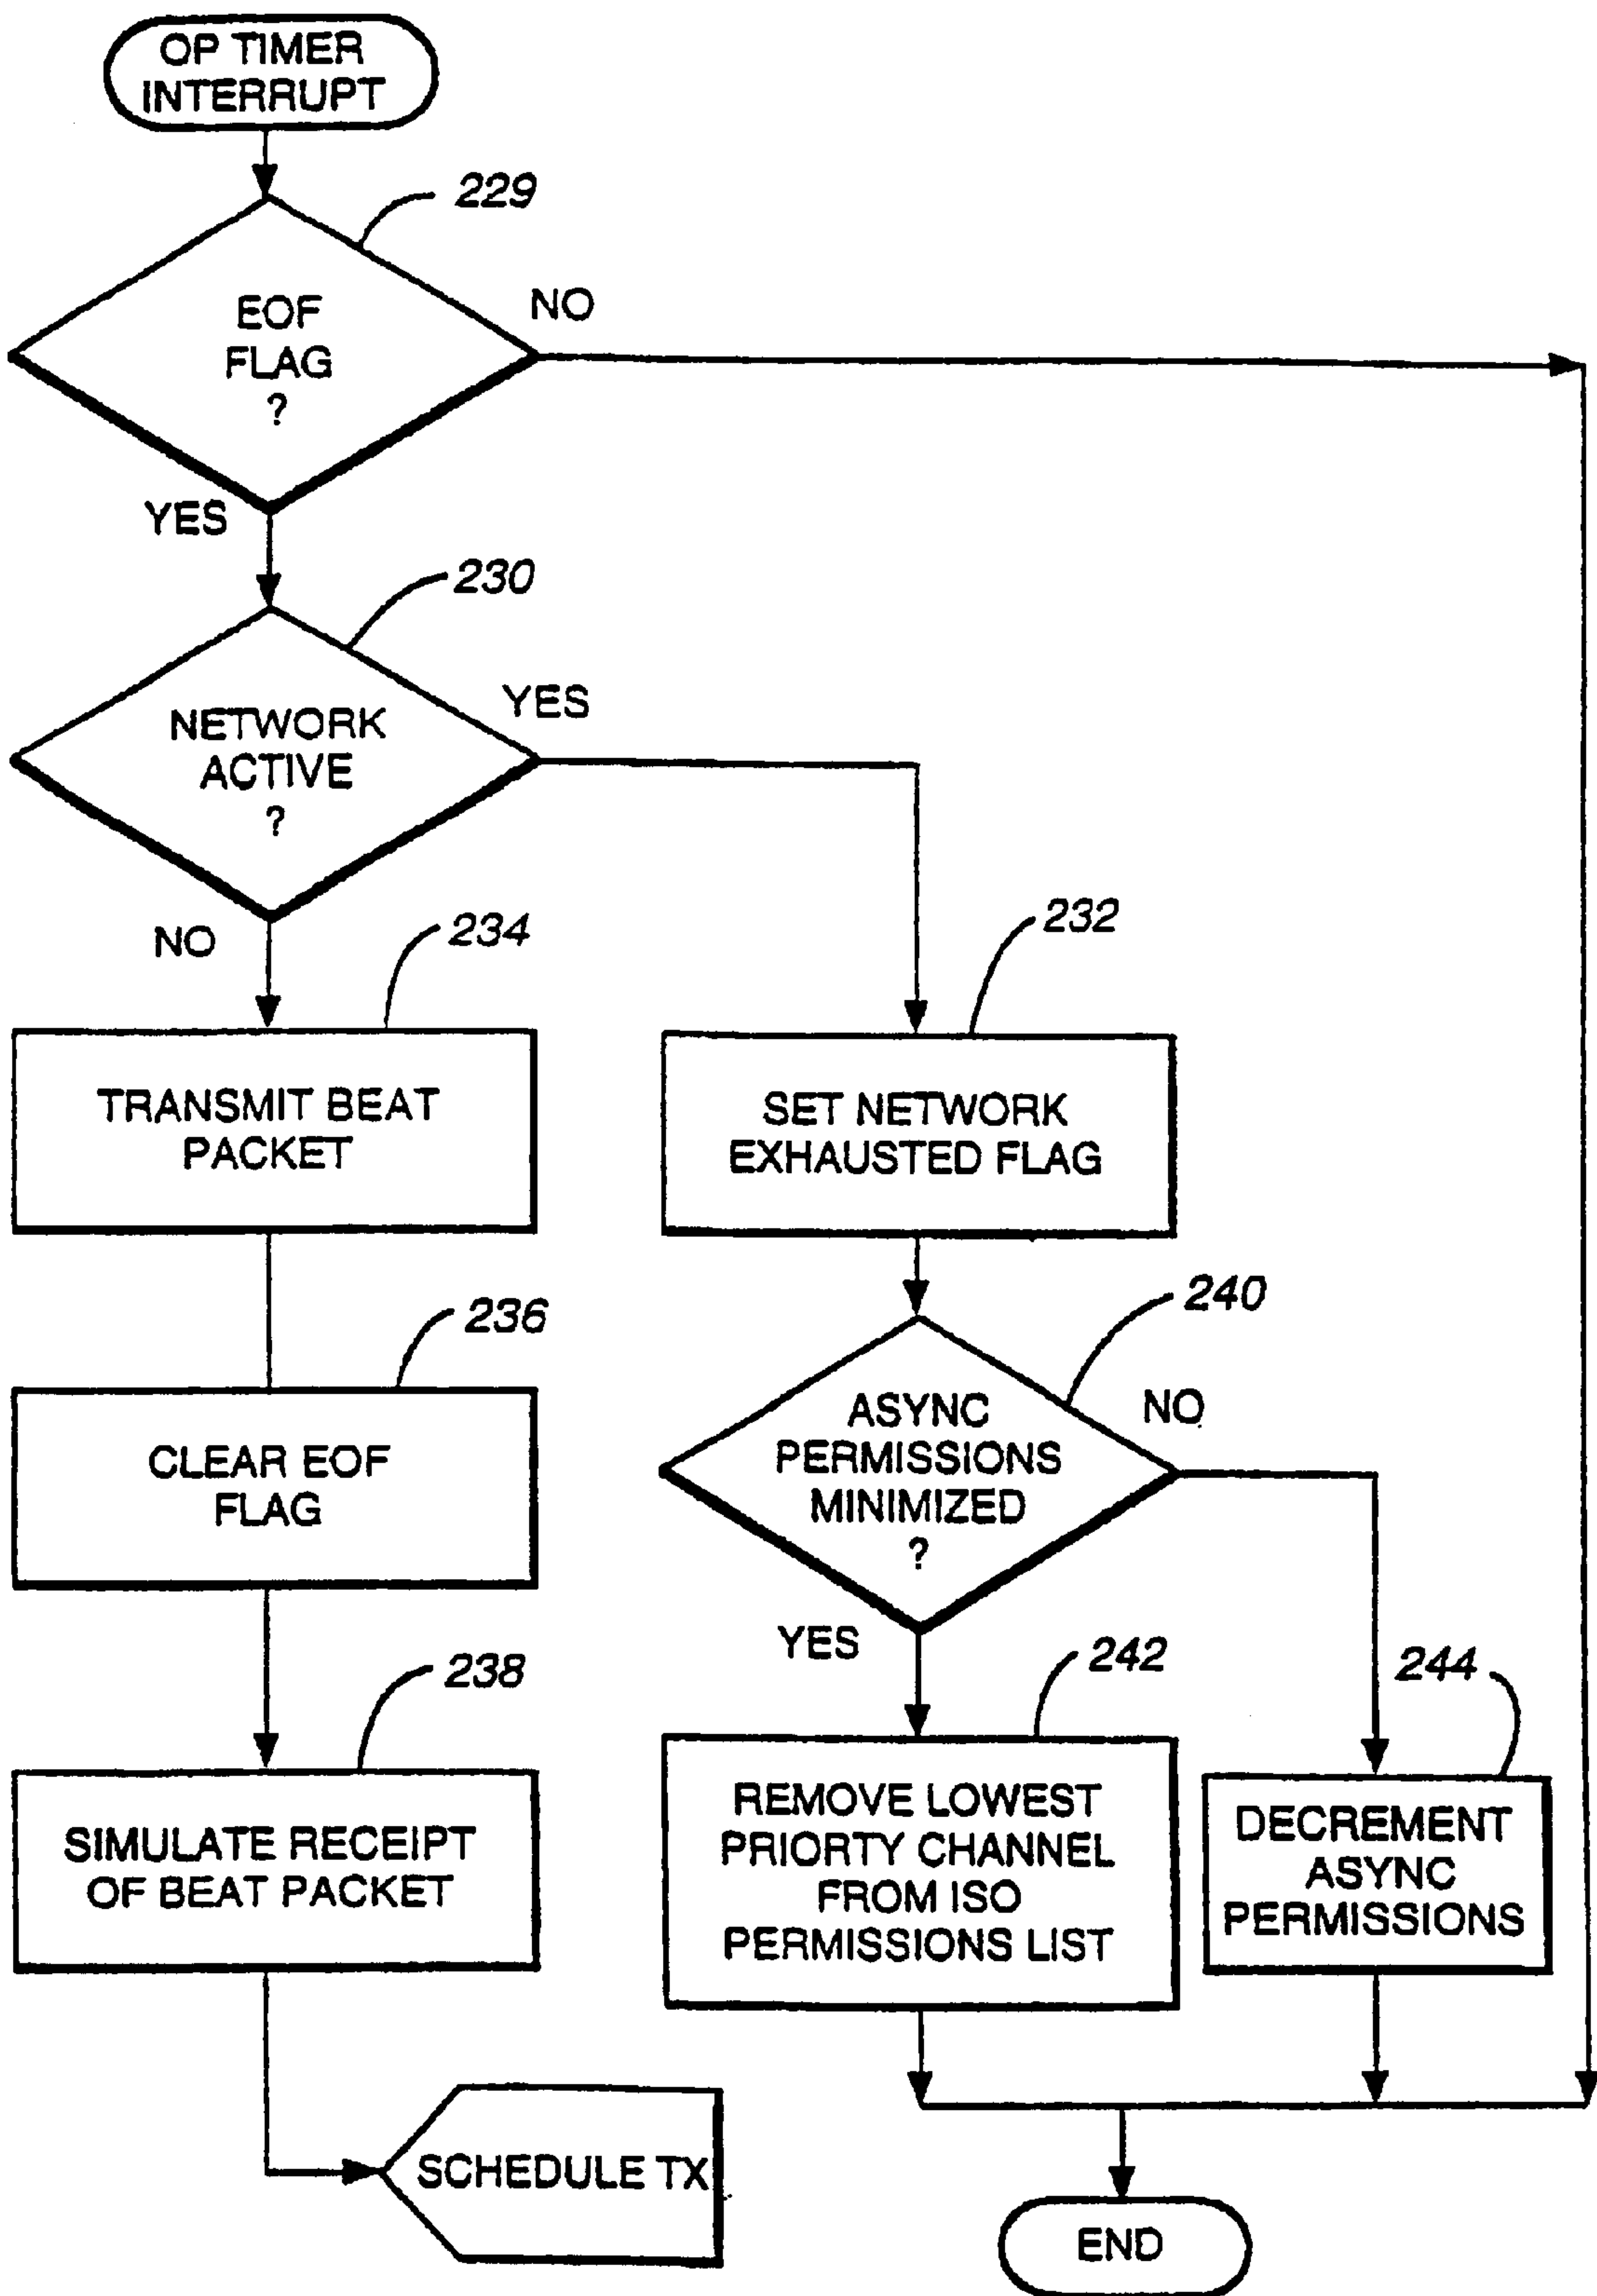 OP TIMER
INTERRUPT
229
EOF
FLAG
?
NO
YES
230
NETWORK
ACTIVE
?
YES
NO
234
232
TRANSMIT BEAT
PACKET
SET NETWORK
EXHAUSTED FLAG
236
240
CLEAR EOF
FLAG
ASYNC
PERMISSIONS
MINIMIZED
?
NO
YES
238
242
244
SIMULATE RECEIPT
OF BEAT PACKET
REMOVE LOWEST
PRIORTY CHANNEL
FROM ISO
PERMISSIONS LIST
DECREMENT
ASYNC
PERMISSIONS
SCHEDULE TX
END